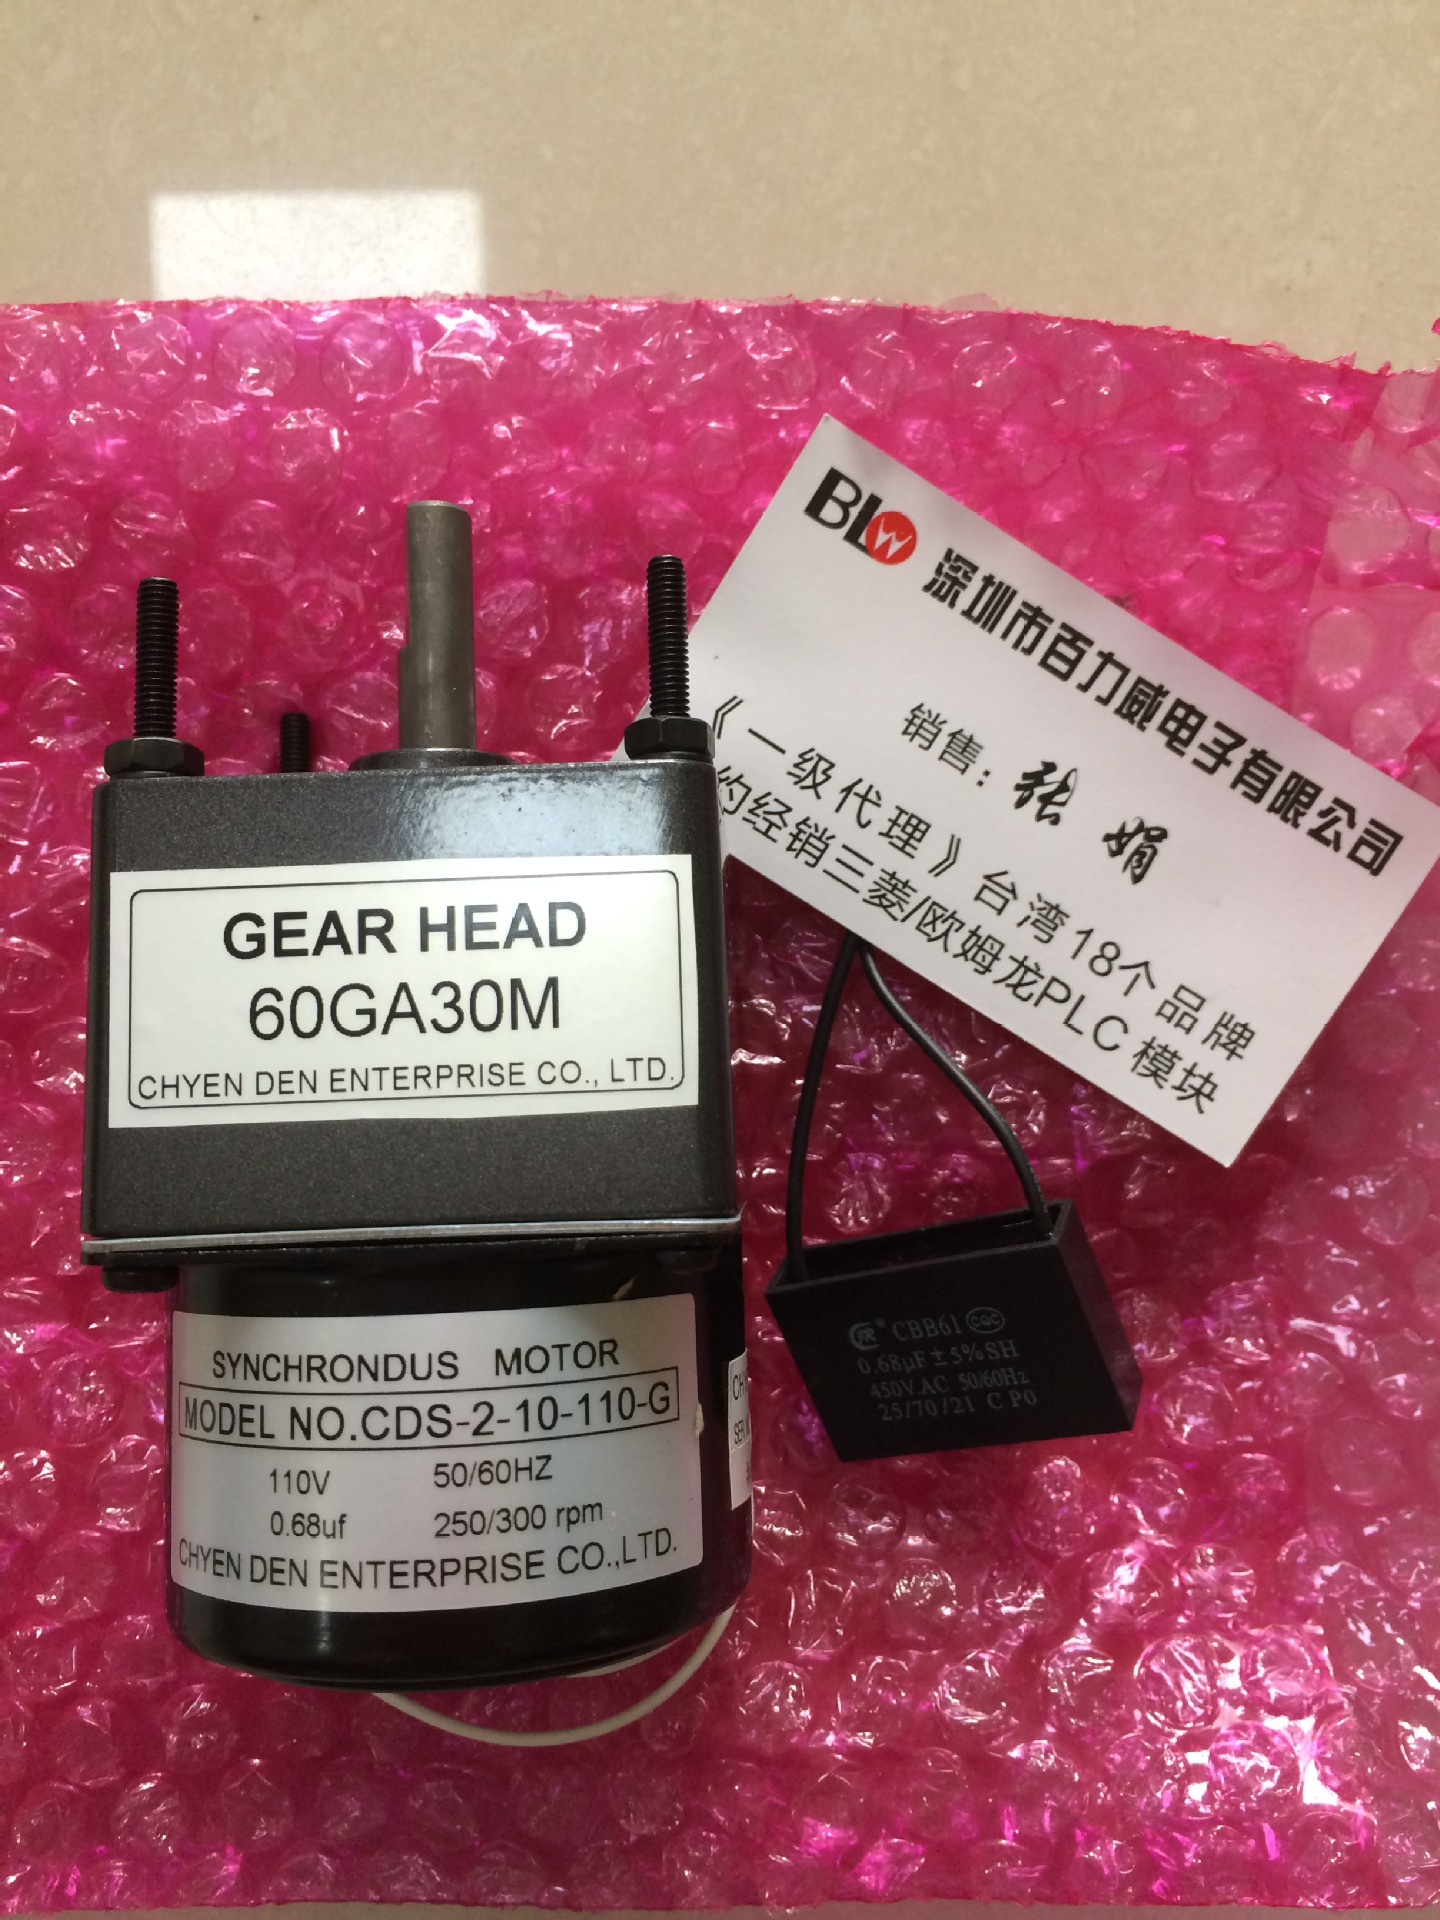 BLW 深圳市百力威电子有限公司
销售：张 娟
《一级代理》台湾18个品牌
约经销三菱/欧姆龙PLC模块
GEAR HEAD
60GA30M
CHYEN DEN ENTERPRISE CO., LTD.
SYNCHRONDUS MOTOR
MODEL NO.CDS-2-10-110-G
110V 50/60HZ
0.68uf 250/300 rpm
CHYEN DEN ENTERPRISE CO.,LTD.
CH
SER
CBB61 CQC
0.68μF±5%SH
450V.AC 50/60Hz
25/70/21 C P0